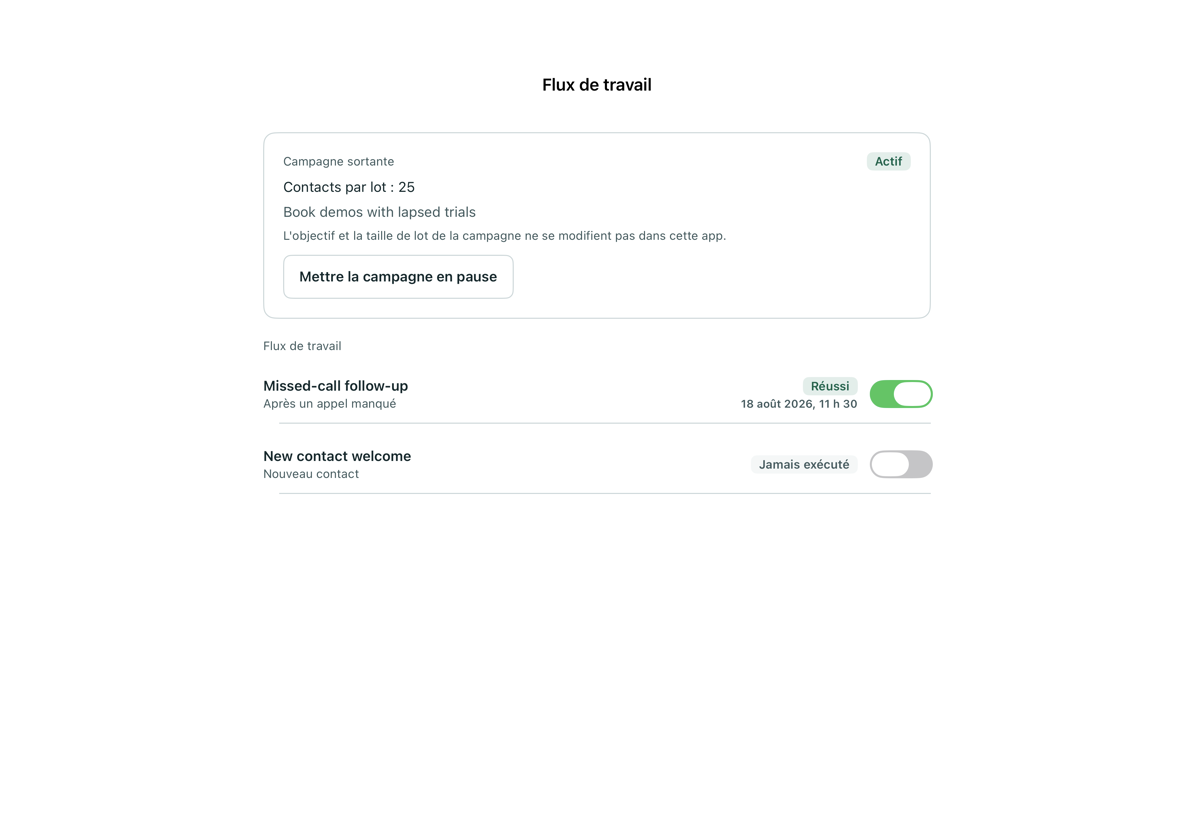 Flux de travail
Campagne sortante
Actif
Contacts par lot : 25
Book demos with lapsed trials
L'objectif et la taille de lot de la campagne ne se modifient pas dans cette app.
Mettre la campagne en pause
Flux de travail
Missed-call follow-up
Réussi
Après un appel manqué
18 août 2026, 11 h 30
New contact welcome
Jamais exécuté
Nouveau contact